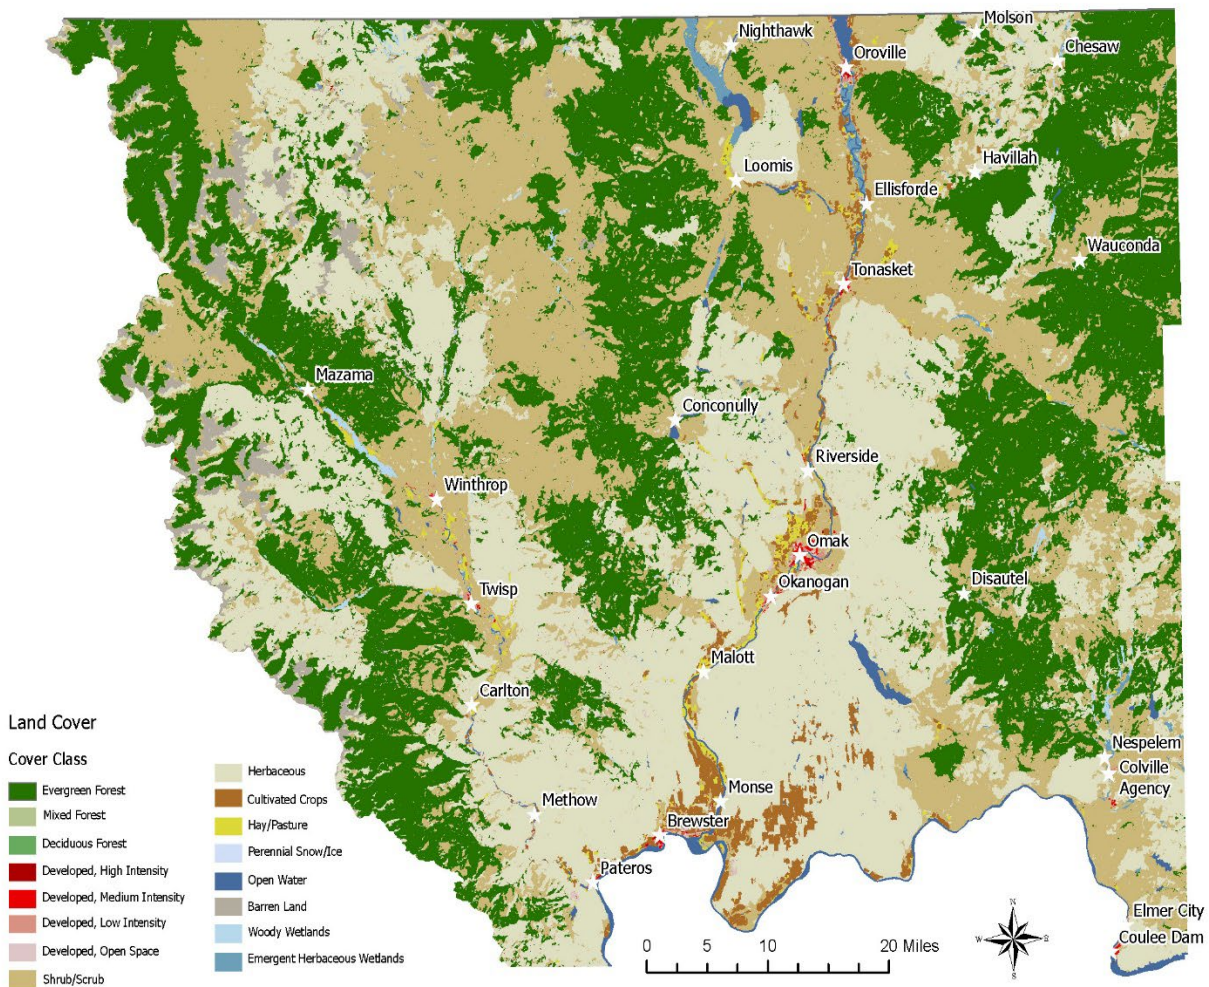 Molson
Nighthawk
Chesaw
Oroville
Havillah
Loomis
Ellisforde
Wauconda
Tonasket
Mazama
Conconully
Riverside
Winthrop
Omak
Disautel
Okanogan
Twisp
Malott
Carlton
Nespelem
Colville
Agency
Monse
Methow
Brewster
Pateros
Elmer City
Coulee Dam
Land Cover
Cover Class
Evergreen Forest
Mixed Forest
Deciduous Forest
Developed, High Intensity
Developed, Medium Intensity
Developed, Low Intensity
Developed, Open Space
Shrub/Scrub
Herbaceous
Cultivated Crops
Hay/Pasture
Perennial Snow/Ice
Open Water
Barren Land
Woody Wetlands
Emergent Herbaceous Wetlands
0 5 10 20 Miles
N
W E
S